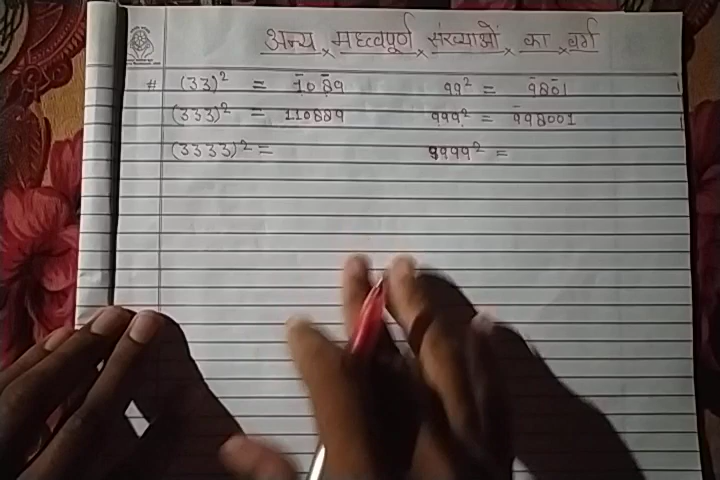 अन्य महत्वपूर्ण संख्याओं का वर्ग
# (33)² = 1089 99² = 9801
(333)² = 110889 999² = 998001
(3333)² = 9999² =